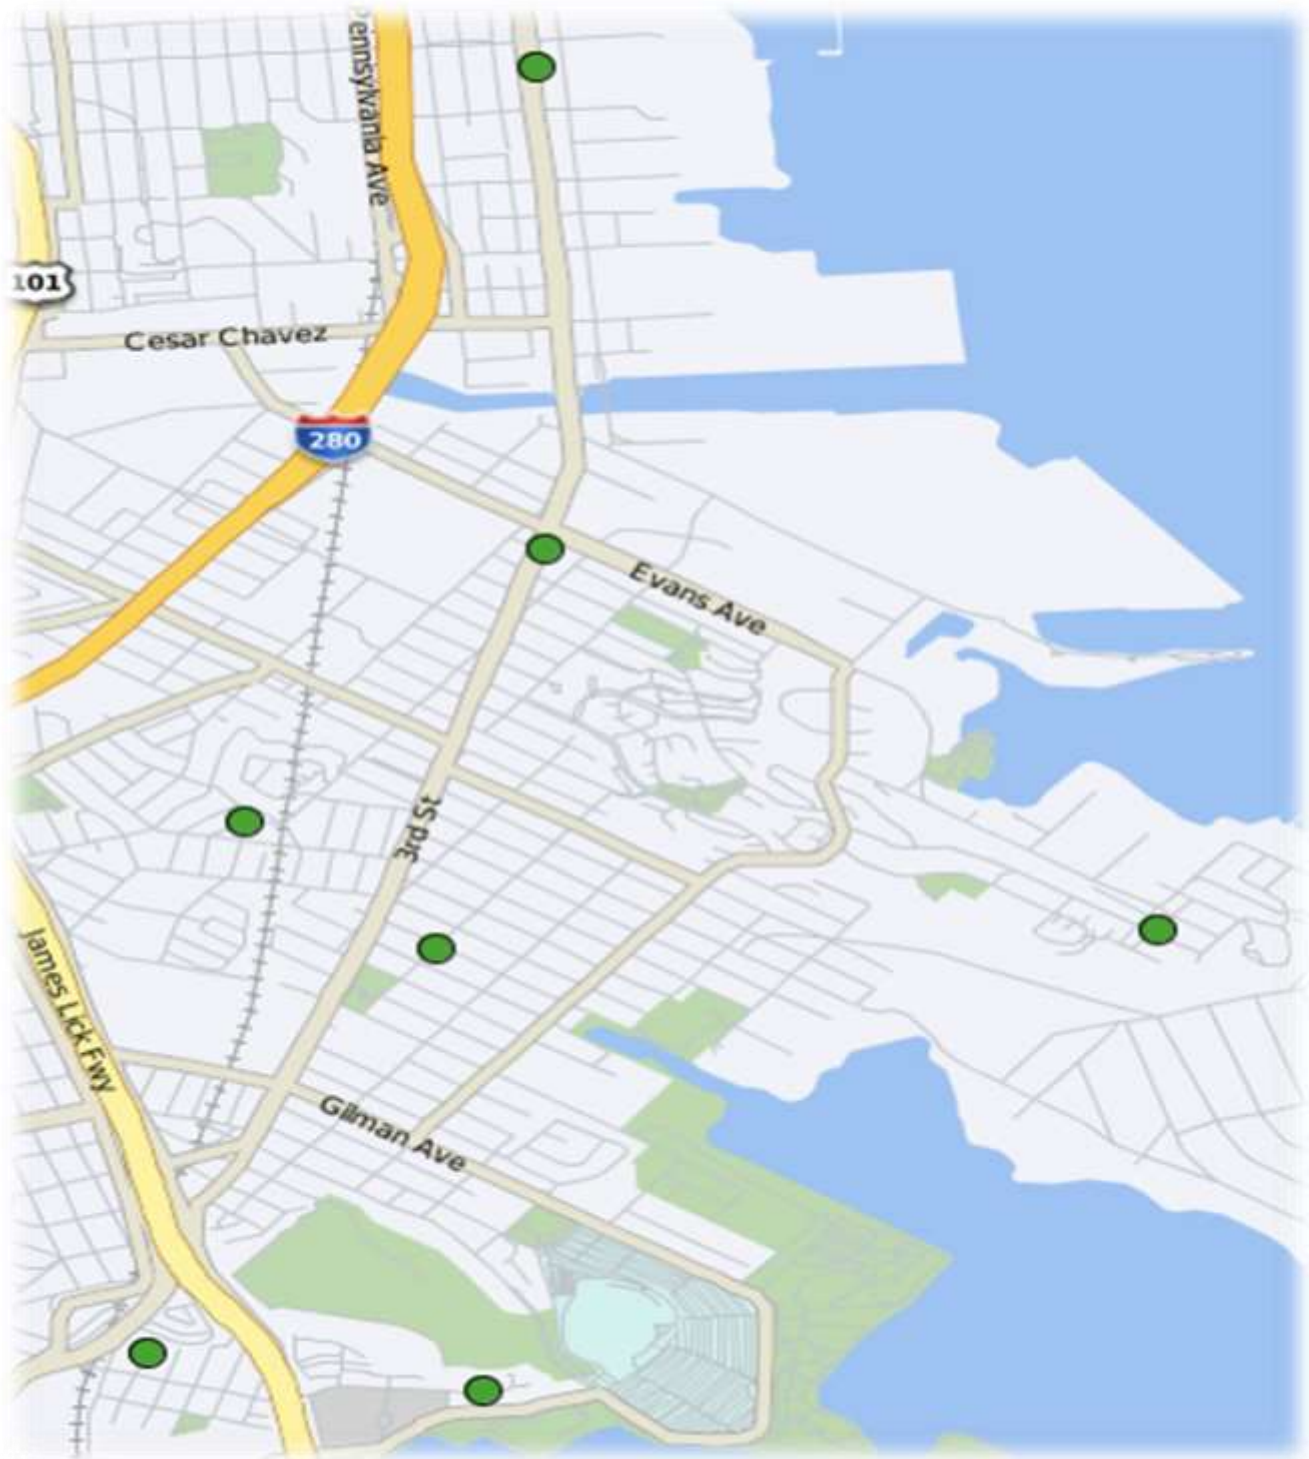 Pennsylvania Ave
101
Cesar Chavez
280
Evans Ave
3rd St
James Lick Fwy
Gilman Ave